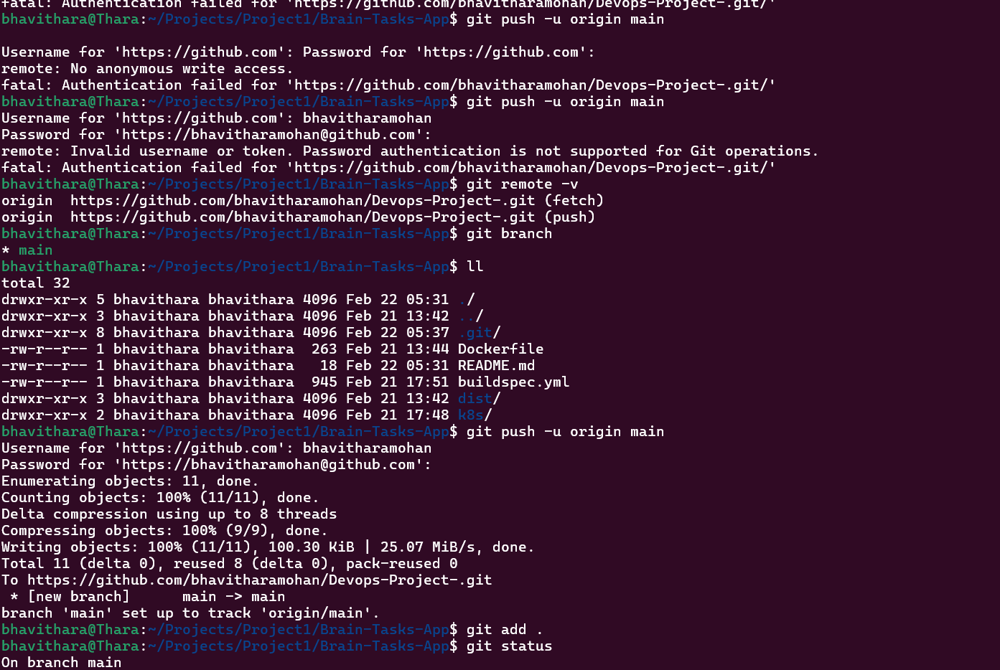 fatal: Authentication failed for 'https://github.com/bhavitharamohan/Devops-Project-.git/'
bhavithara@Thara:~/Projects/Project1/Brain-Tasks-App$ git push -u origin main
Username for 'https://github.com': Password for 'https://github.com':
remote: No anonymous write access.
fatal: Authentication failed for 'https://github.com/bhavitharamohan/Devops-Project-.git/'
bhavithara@Thara:~/Projects/Project1/Brain-Tasks-App$ git push -u origin main
Username for 'https://github.com': bhavitharamohan
Password for 'https://bhavitharamohan@github.com':
remote: Invalid username or token. Password authentication is not supported for Git operations.
fatal: Authentication failed for 'https://github.com/bhavitharamohan/Devops-Project-.git/'
bhavithara@Thara:~/Projects/Project1/Brain-Tasks-App$ git remote -v
origin  https://github.com/bhavitharamohan/Devops-Project-.git (fetch)
origin  https://github.com/bhavitharamohan/Devops-Project-.git (push)
bhavithara@Thara:~/Projects/Project1/Brain-Tasks-App$ git branch
* main
bhavithara@Thara:~/Projects/Project1/Brain-Tasks-App$ ll
total 32
drwxr-xr-x 5 bhavithara bhavithara 4096 Feb 22 05:31 ./
drwxr-xr-x 3 bhavithara bhavithara 4096 Feb 21 13:42 ../
drwxr-xr-x 8 bhavithara bhavithara 4096 Feb 22 05:37 .git/
-rw-r--r-- 1 bhavithara bhavithara  263 Feb 21 13:44 Dockerfile
-rw-r--r-- 1 bhavithara bhavithara   18 Feb 22 05:31 README.md
-rw-r--r-- 1 bhavithara bhavithara  945 Feb 21 17:51 buildspec.yml
drwxr-xr-x 3 bhavithara bhavithara 4096 Feb 21 13:42 dist/
drwxr-xr-x 2 bhavithara bhavithara 4096 Feb 21 17:48 k8s/
bhavithara@Thara:~/Projects/Project1/Brain-Tasks-App$ git push -u origin main
Username for 'https://github.com': bhavitharamohan
Password for 'https://bhavitharamohan@github.com':
Enumerating objects: 11, done.
Counting objects: 100% (11/11), done.
Delta compression using up to 8 threads
Compressing objects: 100% (9/9), done.
Writing objects: 100% (11/11), 100.30 KiB | 25.07 MiB/s, done.
Total 11 (delta 0), reused 8 (delta 0), pack-reused 0
To https://github.com/bhavitharamohan/Devops-Project-.git
 * [new branch]      main -> main
branch 'main' set up to track 'origin/main'.
bhavithara@Thara:~/Projects/Project1/Brain-Tasks-App$ git add .
bhavithara@Thara:~/Projects/Project1/Brain-Tasks-App$ git status
On branch main